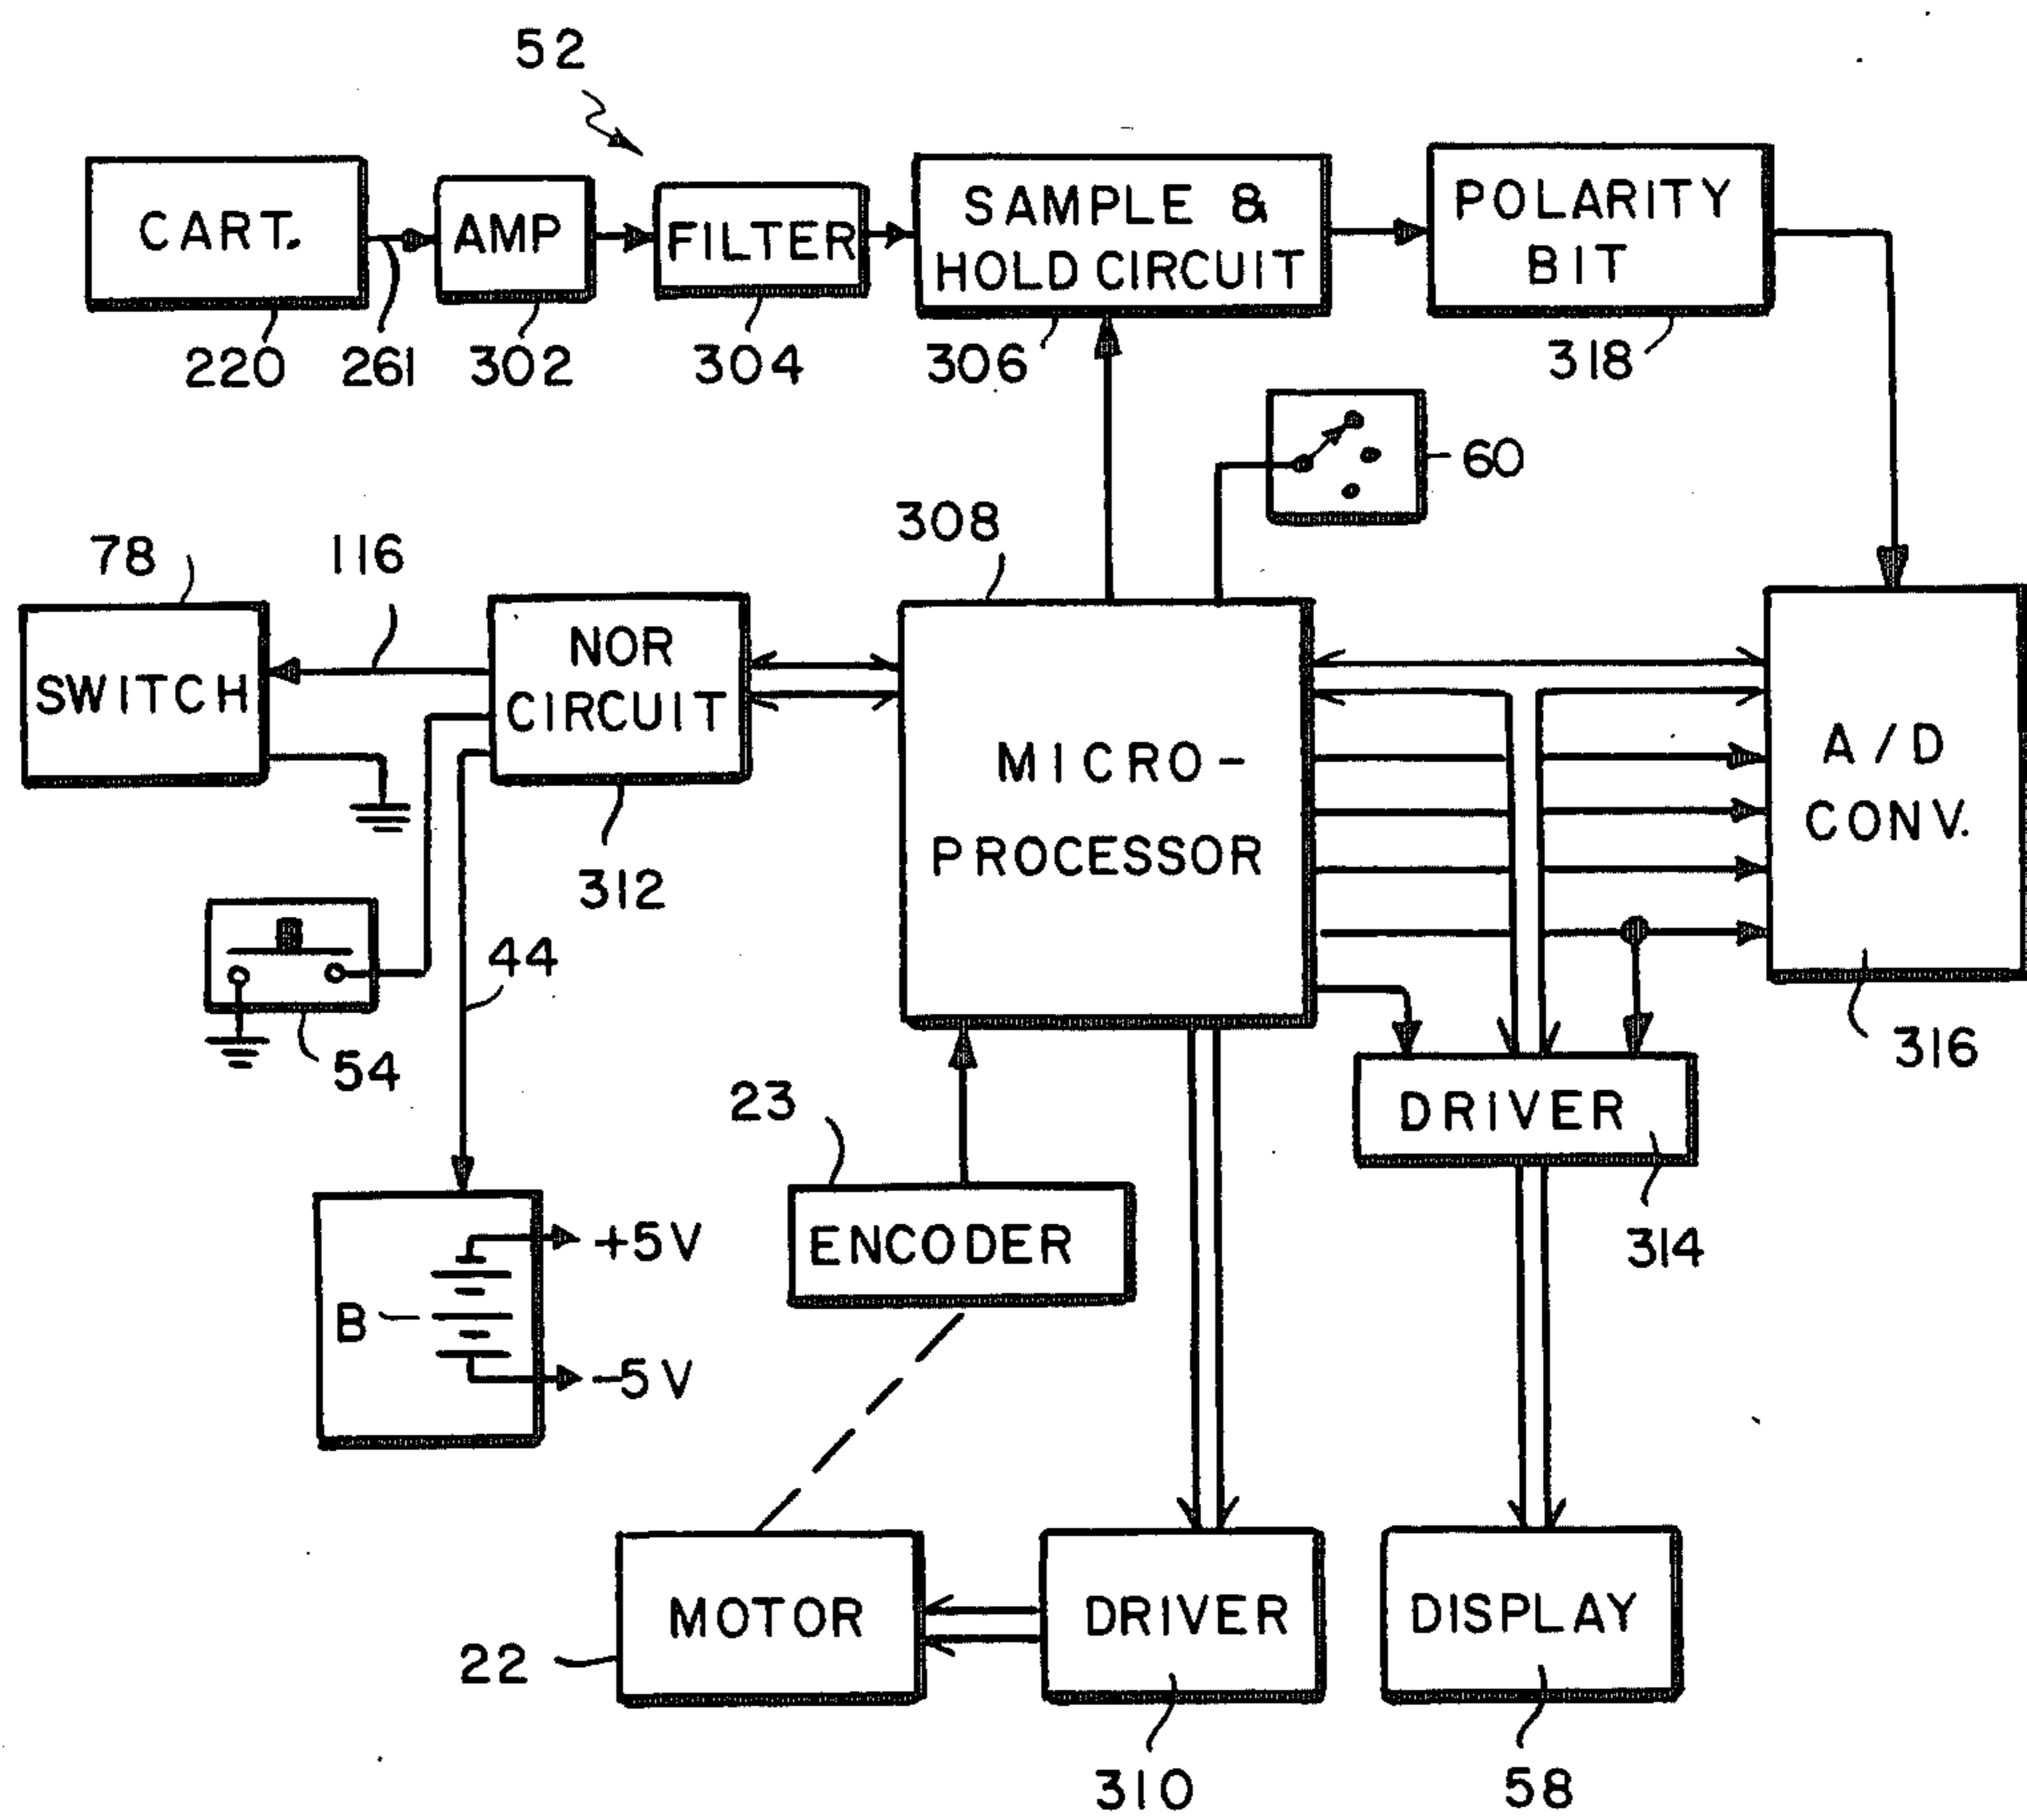 52
CART.
AMP
FILTER
SAMPLE &
HOLD CIRCUIT
POLARITY
BIT
220
261
302
304
306
318
60
308
78
116
SWITCH
NOR
CIRCUIT
312
MICRO-
PROCESSOR
A/D
CONV.
316
44
54
23
DRIVER
314
ENCODER
+5V
B
-5V
MOTOR
DRIVER
DISPLAY
22
310
58